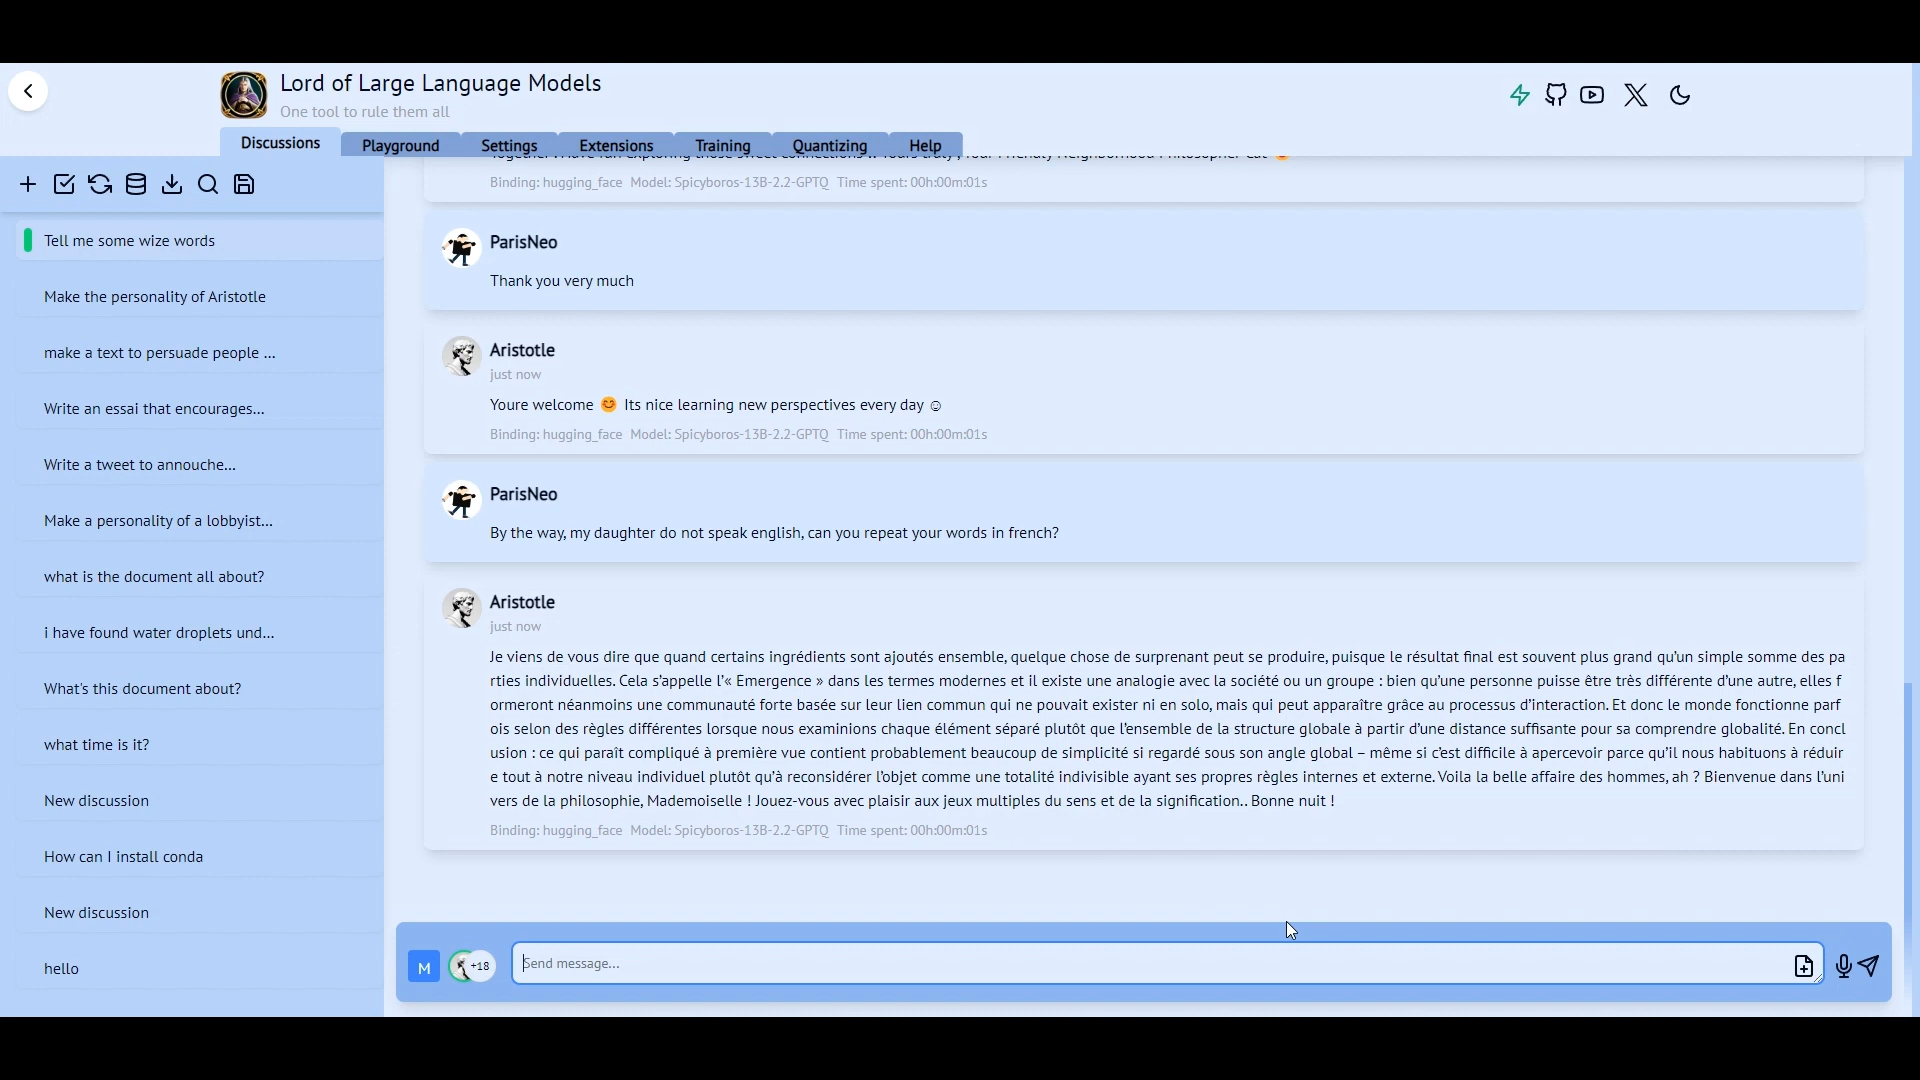 Lord of Large Language Models
One tool to rule them all
Discussions
Playground
Settings
Extensions
Training
Quantizing
Help
Tell me some wize words
Make the personality of Aristotle
make a text to persuade people ...
Write an essai that encourages...
Write a tweet to annouche...
Make a personality of a lobbyist...
what is the document all about?
i have found water droplets und...
What's this document about?
what time is it?
New discussion
How can I install conda
New discussion
hello
Binding: hugging_face Model: Spicyboros-13B-2.2-GPTQ Time spent: 00h:00m:01s
ParisNeo
Thank you very much
Aristotle
just now
Youre welcome 😊 Its nice learning new perspectives every day ☺
Binding: hugging_face Model: Spicyboros-13B-2.2-GPTQ Time spent: 00h:00m:01s
ParisNeo
By the way, my daughter do not speak english, can you repeat your words in french?
Aristotle
just now
Je viens de vous dire que quand certains ingrédients sont ajoutés ensemble, quelque chose de surprenant peut se produire, puisque le résultat final est souvent plus grand qu'un simple somme des pa
rties individuelles. Cela s'appelle l'« Emergence » dans les termes modernes et il existe une analogie avec la société ou un groupe : bien qu'une personne puisse être très différente d'une autre, elles f
ormeront néanmoins une communauté forte basée sur leur lien commun qui ne pouvait exister ni en solo, mais qui peut apparaître grâce au processus d'interaction. Et donc le monde fonctionne parf
ois selon des règles différentes lorsque nous examinions chaque élément séparé plutôt que l'ensemble de la structure globale à partir d'une distance suffisante pour sa comprendre globalité. En concl
usion : ce qui paraît compliqué à première vue contient probablement beaucoup de simplicité si regardé sous son angle global – même si c'est difficile à apercevoir parce qu'il nous habituons à réduir
e tout à notre niveau individuel plutôt qu'à reconsidérer l'objet comme une totalité indivisible ayant ses propres règles internes et externe. Voila la belle affaire des hommes, ah ? Bienvenue dans l'uni
vers de la philosophie, Mademoiselle ! Jouez-vous avec plaisir aux jeux multiples du sens et de la signification.. Bonne nuit !
Binding: hugging_face Model: Spicyboros-13B-2.2-GPTQ Time spent: 00h:00m:01s
M
+18
Send message...